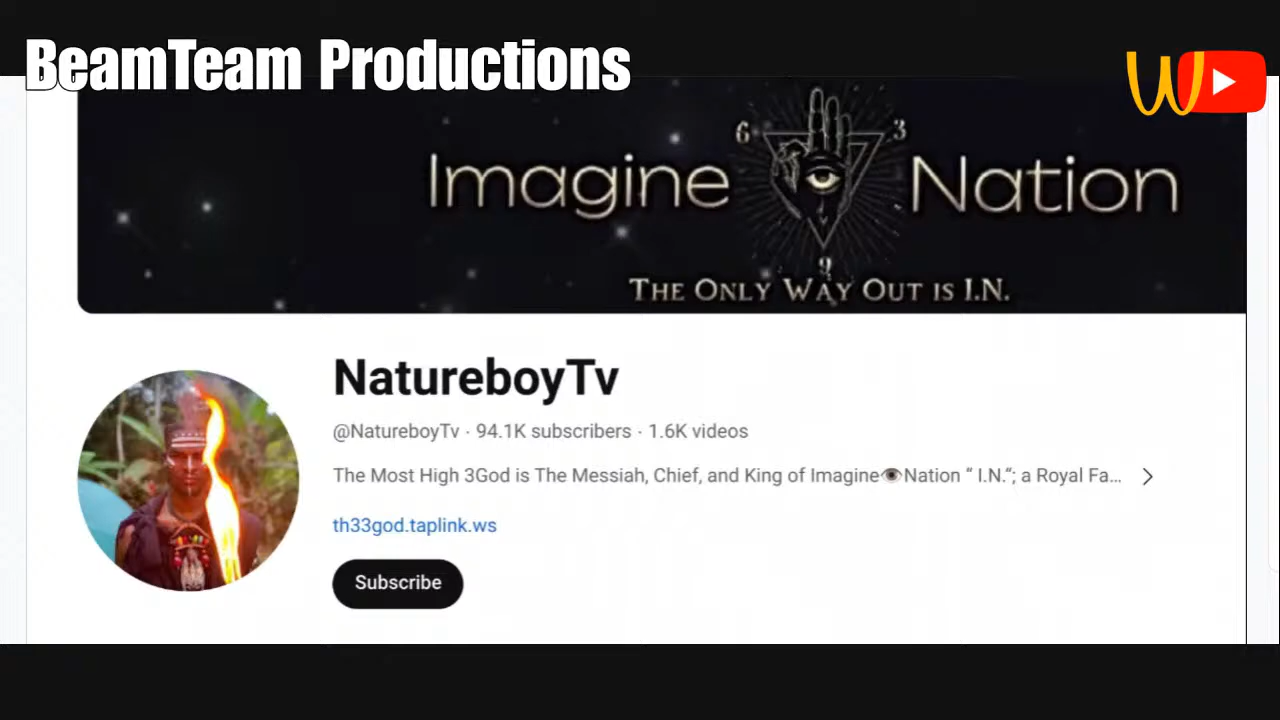 BeamTeam Productions
W
Imagine Nation
6 3
9
THE ONLY WAY OUT IS I.N.
NatureboyTv
@NatureboyTv · 94.1K subscribers · 1.6K videos
The Most High 3God is The Messiah, Chief, and King of Imagine👁Nation “ I.N.“; a Royal Fa...
th33god.taplink.ws
Subscribe